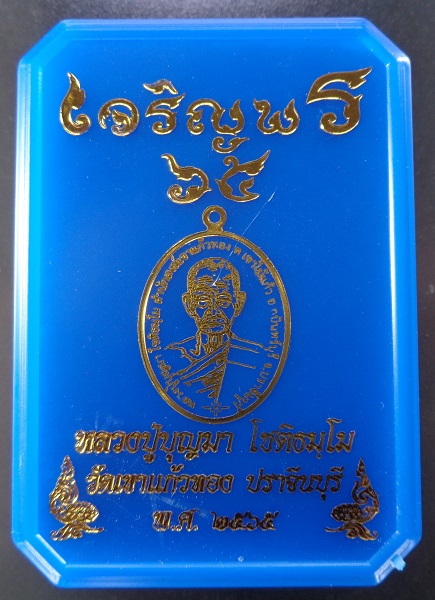 เจริญพร
๖๕
หลวงปู่บุญมา โชติธมฺโม
วัดเขาแก้วทอง ปราจีนบุรี
พ.ศ. ๒๕๖๕